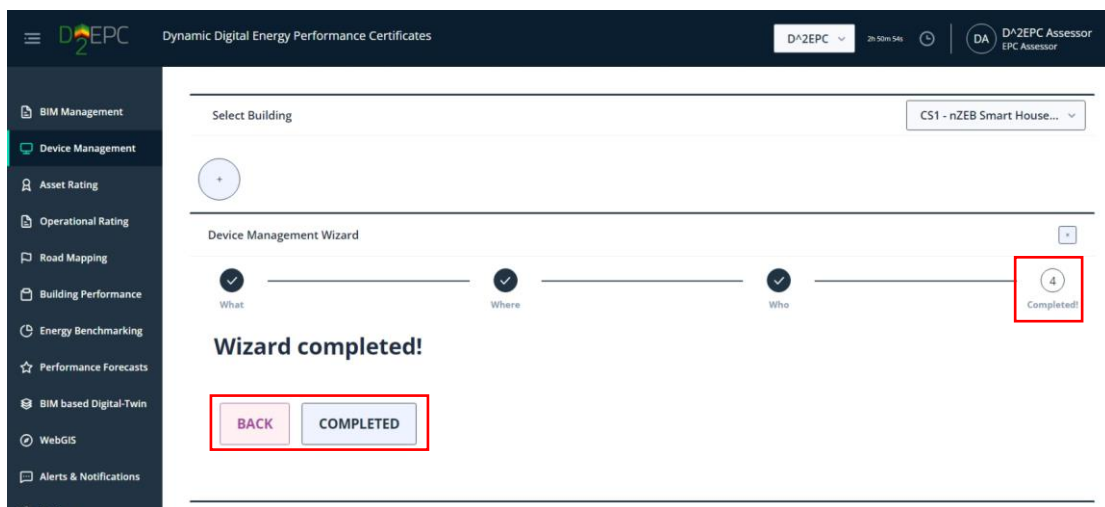 D2EPC
Dynamic Digital Energy Performance Certificates
D^2EPC
2h 50m 54s
DA
D^2EPC Assessor
EPC Assessor
BIM Management
Device Management
Asset Rating
Operational Rating
Road Mapping
Building Performance
Energy Benchmarking
Performance Forecasts
BIM based Digital-Twin
WebGIS
Alerts & Notifications
Select Building
CS1 - nZEB Smart House...
+
Device Management Wizard
x
4
What
Where
Who
Completed!
Wizard completed!
BACK
COMPLETED